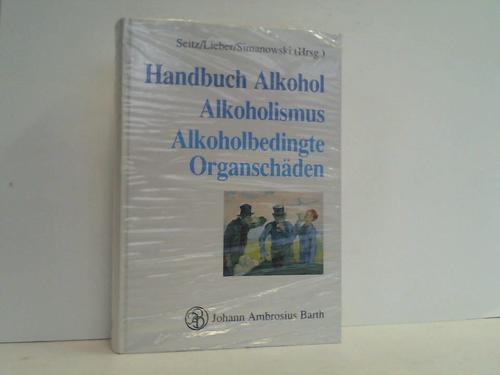 Seitz/Lieber/Simanowski (Hrsg.)
Handbuch Alkohol
Alkoholismus
Alkoholbedingte
Organschäden
Johann Ambrosius Barth